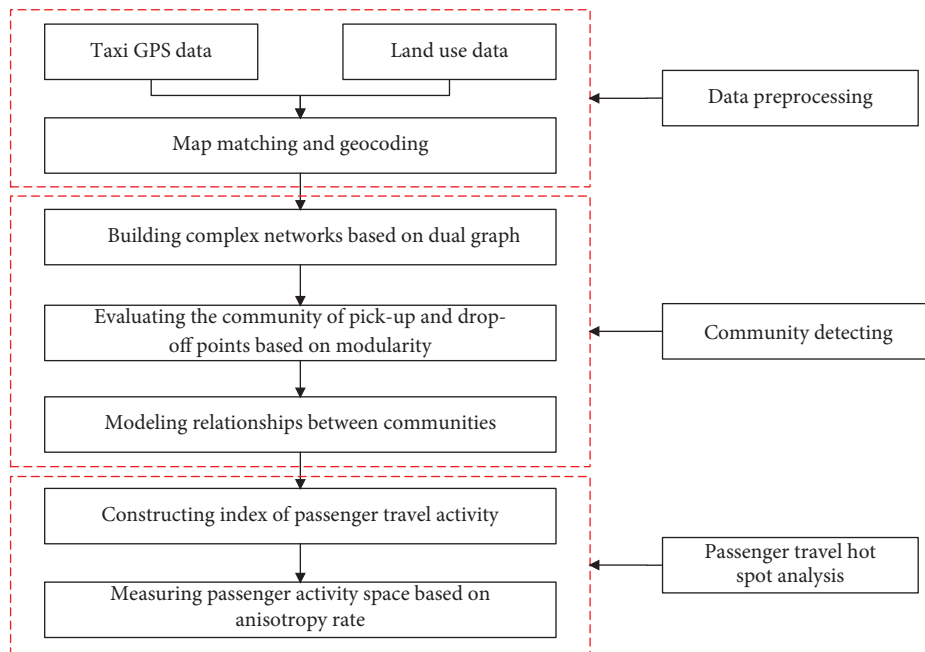 Taxi GPS data
Land use data
Data preprocessing
Map matching and geocoding
Building complex networks based on dual graph
Evaluating the community of pick-up and drop-
off points based on modularity
Community detecting
Modeling relationships between communities
Constructing index of passenger travel activity
Passenger travel hot
spot analysis
Measuring passenger activity space based on
anisotropy rate